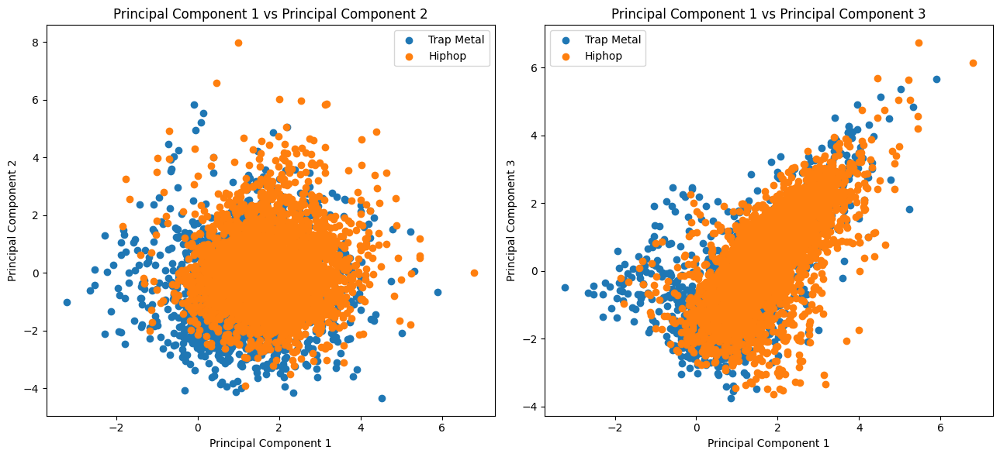 Principal Component 1 vs Principal Component 2
Trap Metal
Hiphop
8
6
4
2
0
−2
−4
Principal Component 2
−2
0
2
4
6
Principal Component 1
Principal Component 1 vs Principal Component 3
Trap Metal
Hiphop
6
4
2
0
−2
−4
Principal Component 3
−2
0
2
4
6
Principal Component 1